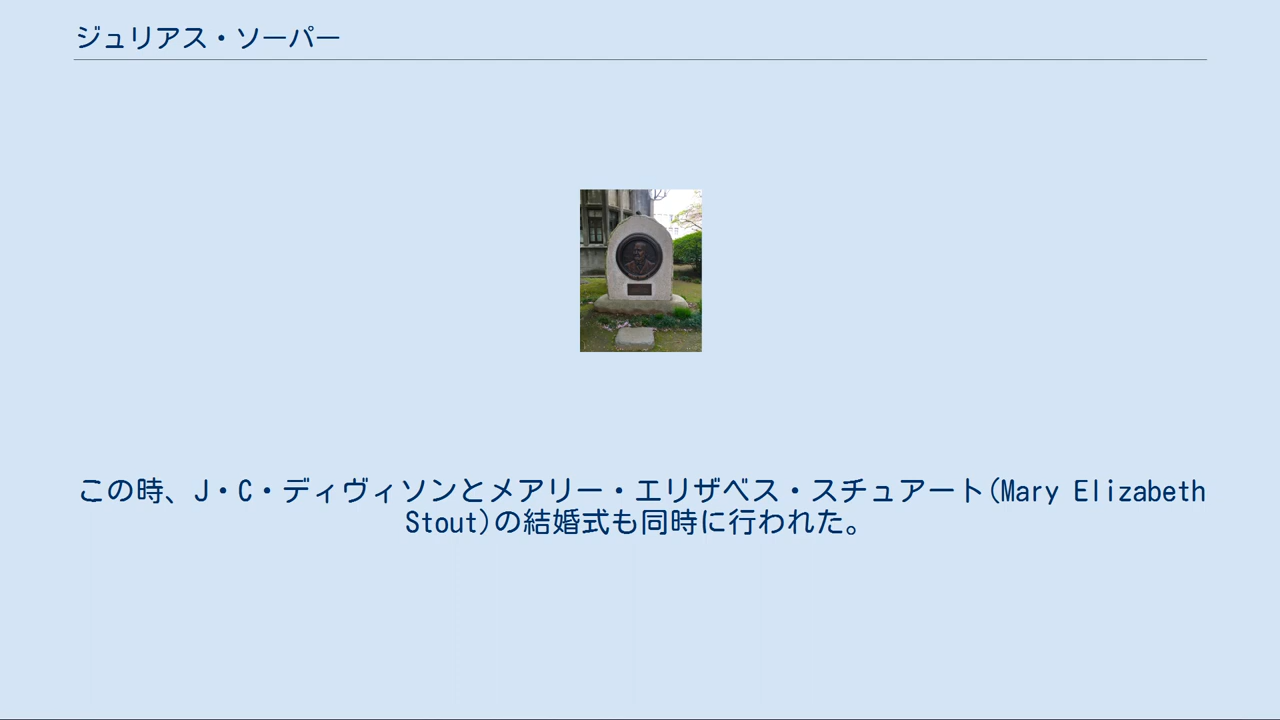 ジュリアス・ソーパー
この時、J・C・ディヴィソンとメアリー・エリザベス・スチュアート(Mary Elizabeth
Stout)の結婚式も同時に行われた。